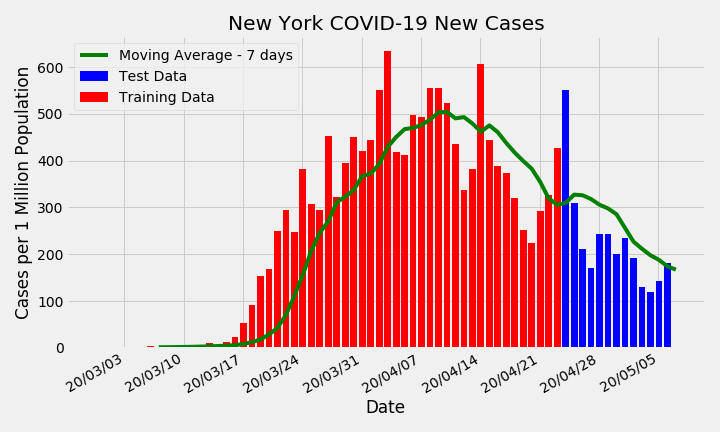 New York COVID-19 New Cases
Moving Average - 7 days
Test Data
Training Data
Cases per 1 Million Population
600
500
400
300
200
100
0
20/03/03
20/03/10
20/03/17
20/03/24
20/03/31
20/04/07
20/04/14
20/04/21
20/04/28
20/05/05
Date